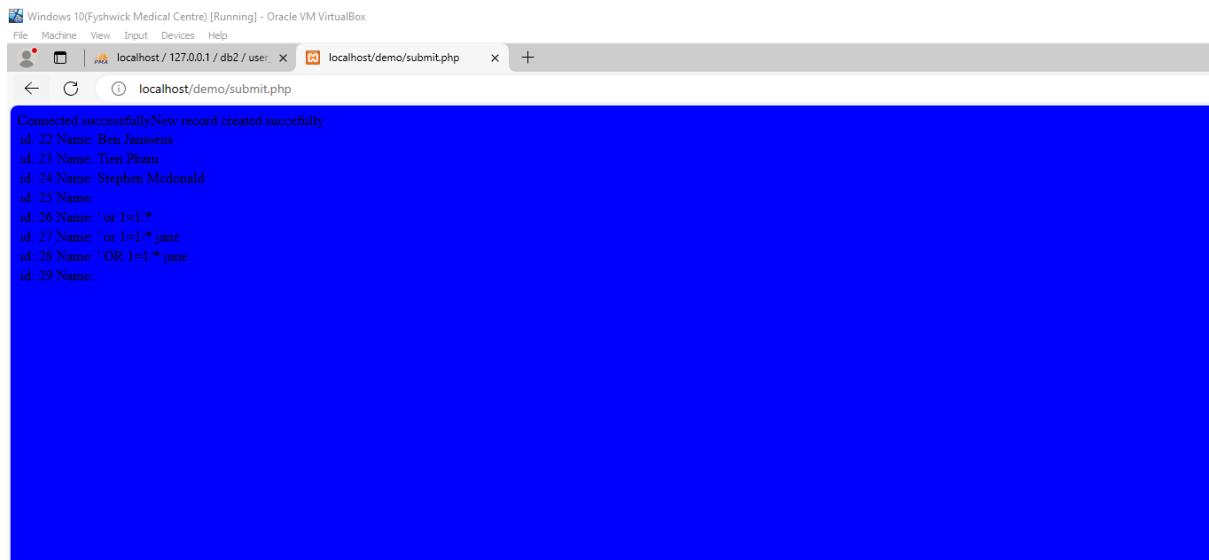 Windows 10(Fyshwick Medical Centre) [Running] - Oracle VM VirtualBox
File Machine View Input Devices Help
PMA localhost / 127.0.0.1 / db2 / user_ localhost/demo/submit.php
localhost/demo/submit.php
Connected successfullyNew record created succefully
id: 22 Name: Ben Janssens
id: 23 Name: Tien Pham
id: 24 Name: Stephen Mcdonald
id: 25 Name:
id: 26 Name: ' or 1=1/*
id: 27 Name: ' or 1=1/* jane
id: 28 Name: ' OR 1=1/* jane
id: 29 Name: